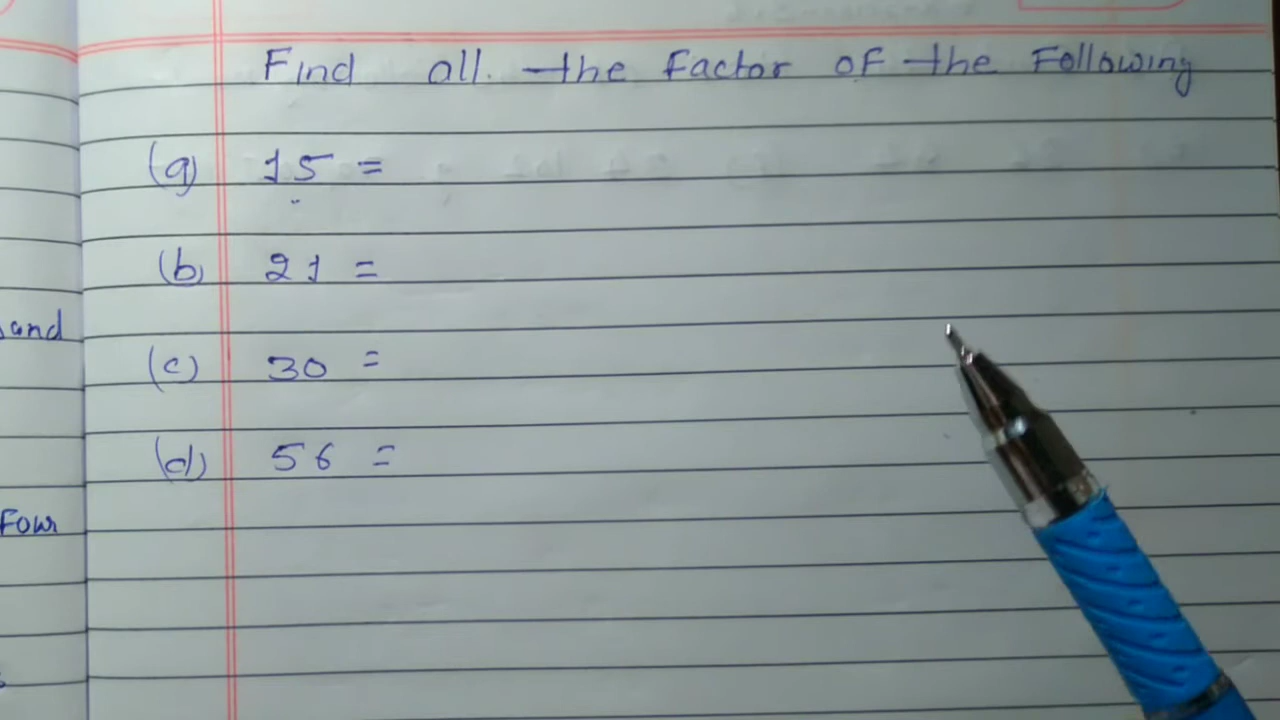 Find all the factor of the Following
(a) 15 =
(b) 21 =
and
(c) 30 =
(d) 56 =
Four